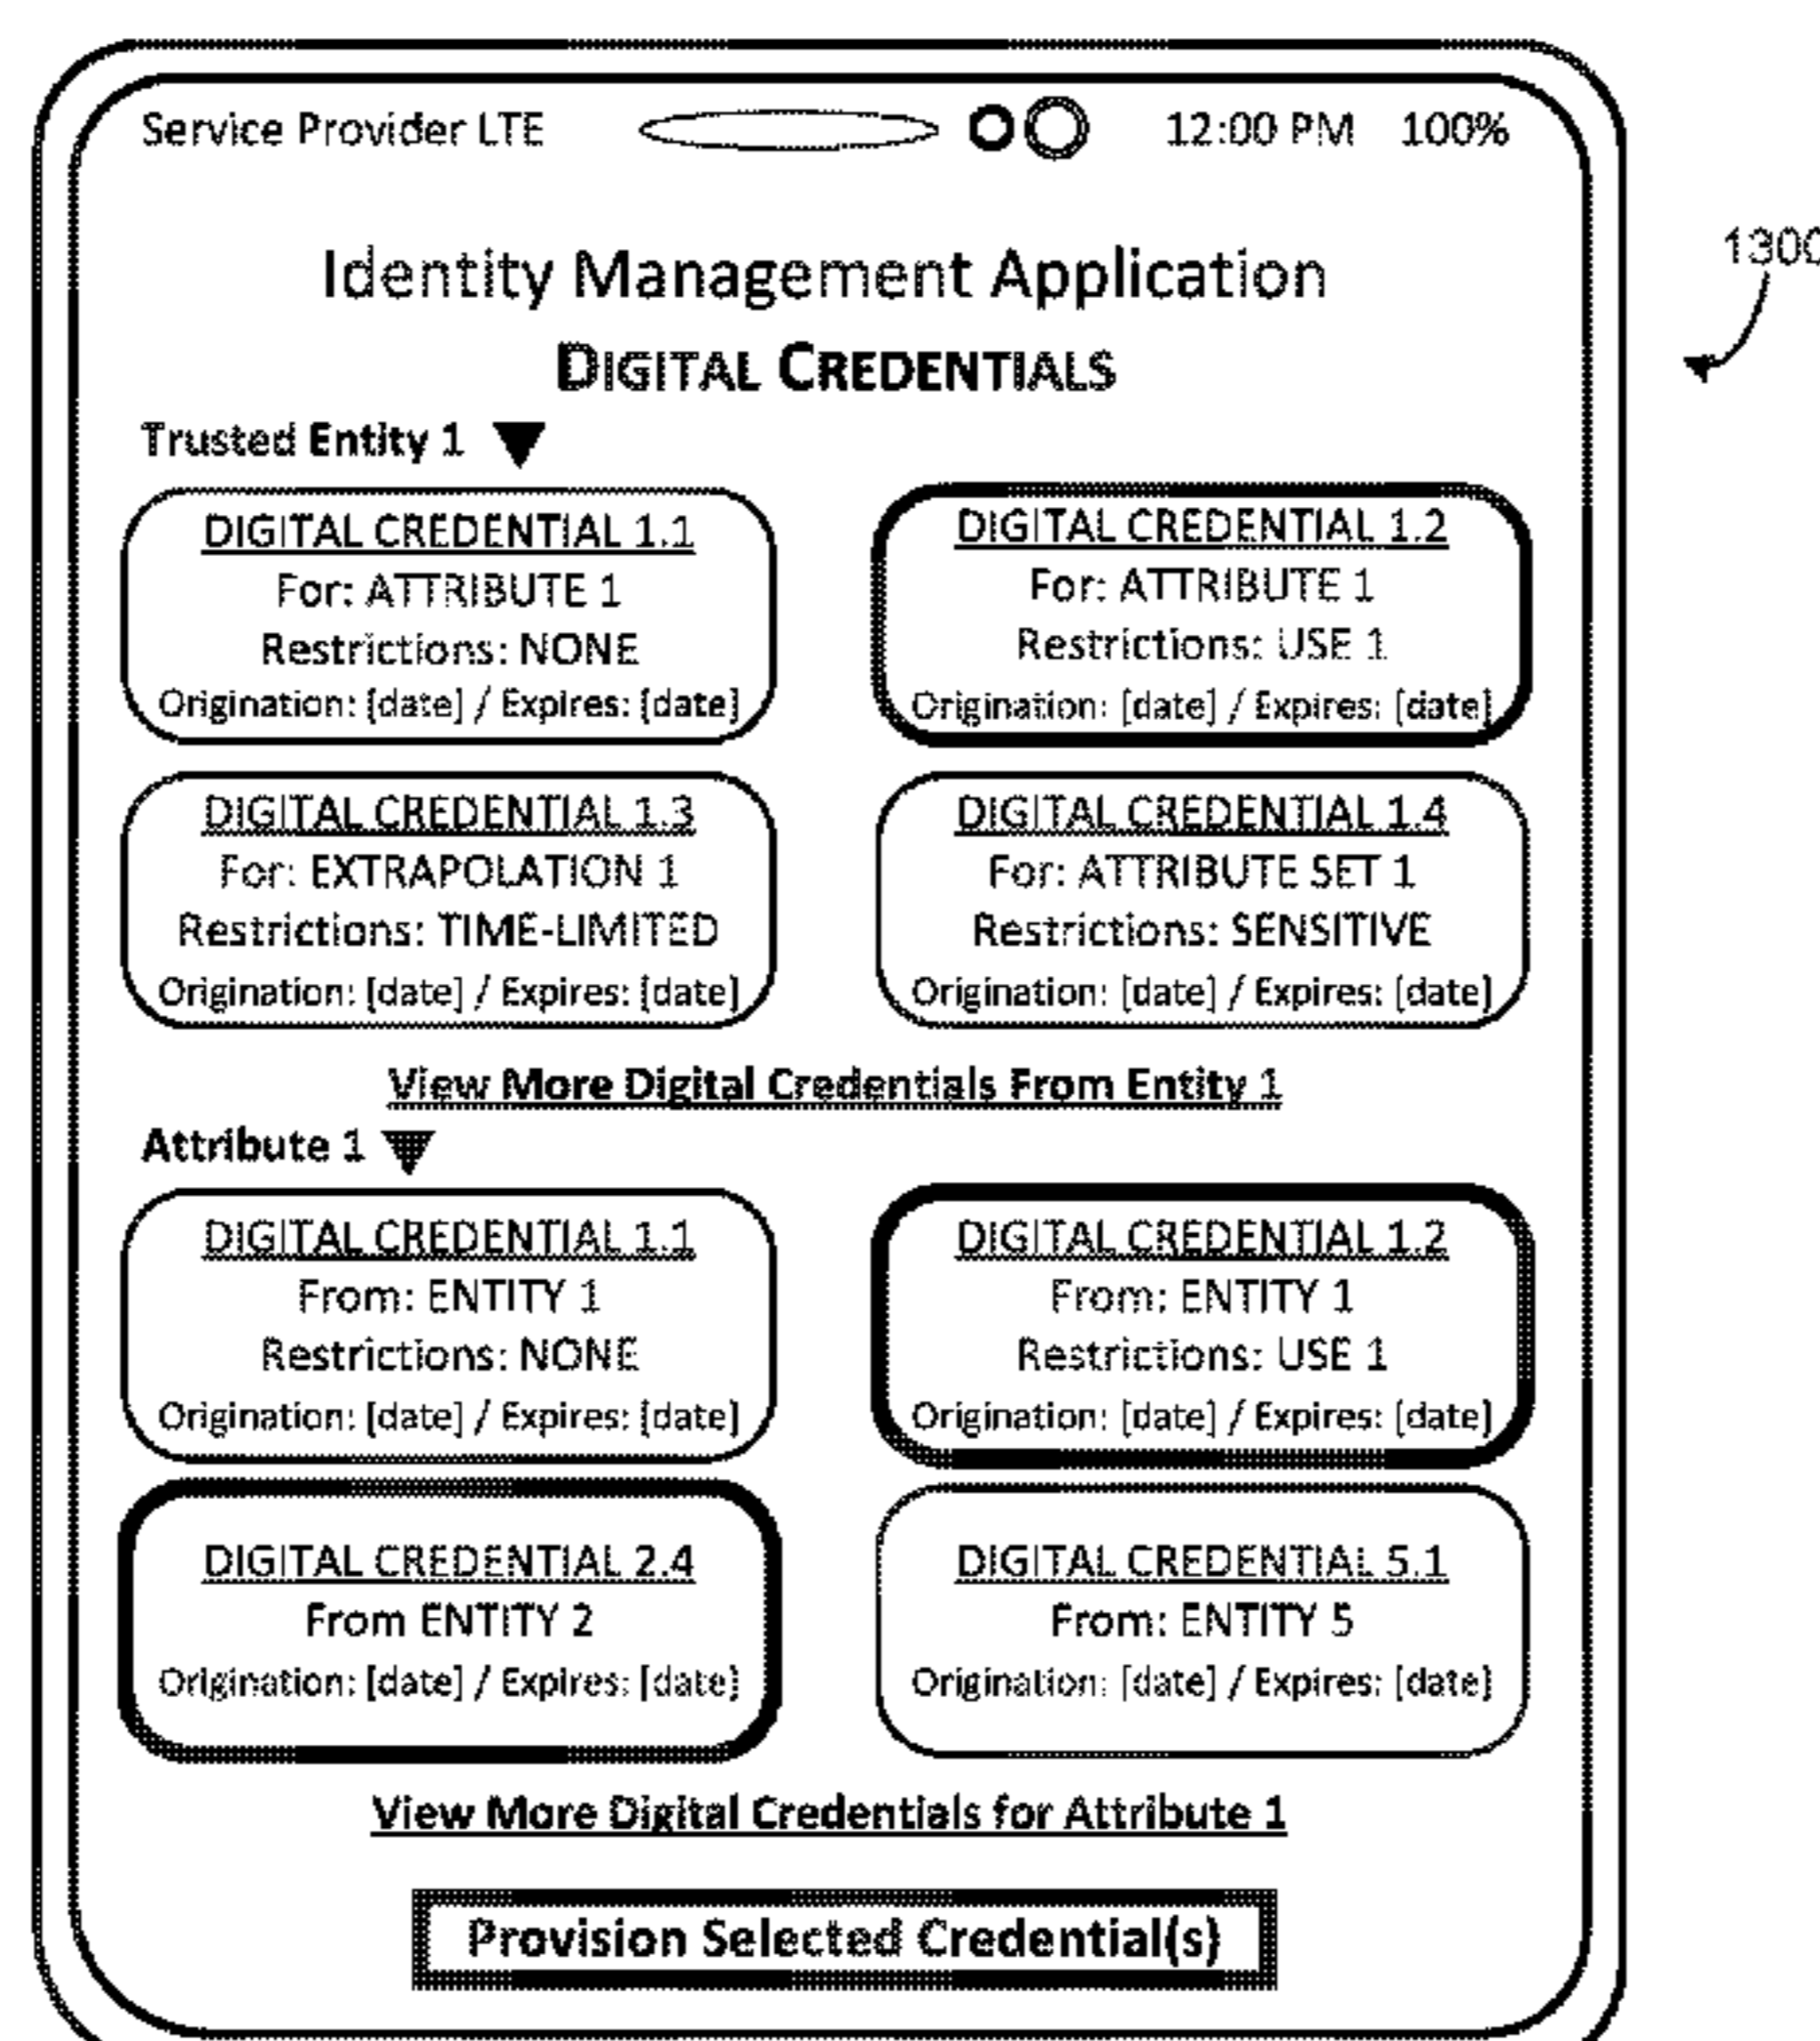 Service Provider LTE 12:00 PM 100%
1300
Identity Management Application
DIGITAL CREDENTIALS
Trusted Entity 1
DIGITAL CREDENTIAL 1.1
For: ATTRIBUTE 1
Restrictions: NONE
Origination: [date] / Expires: [date]
DIGITAL CREDENTIAL 1.2
For: ATTRIBUTE 1
Restrictions: USE 1
Origination: [date] / Expires: [date]
DIGITAL CREDENTIAL 1.3
For: EXTRAPOLATION 1
Restrictions: TIME-LIMITED
Origination: [date] / Expires: [date]
DIGITAL CREDENTIAL 1.4
For: ATTRIBUTE SET 1
Restrictions: SENSITIVE
Origination: [date] / Expires: [date]
View More Digital Credentials From Entity 1
Attribute 1
DIGITAL CREDENTIAL 1.1
From: ENTITY 1
Restrictions: NONE
Origination: [date] / Expires: [date]
DIGITAL CREDENTIAL 1.2
From: ENTITY 1
Restrictions: USE 1
Origination: [date] / Expires: [date]
DIGITAL CREDENTIAL 2.4
From ENTITY 2
Origination: [date] / Expires: [date]
DIGITAL CREDENTIAL 5.1
From: ENTITY 5
Origination: [date] / Expires: [date]
View More Digital Credentials for Attribute 1
Provision Selected Credential(s)